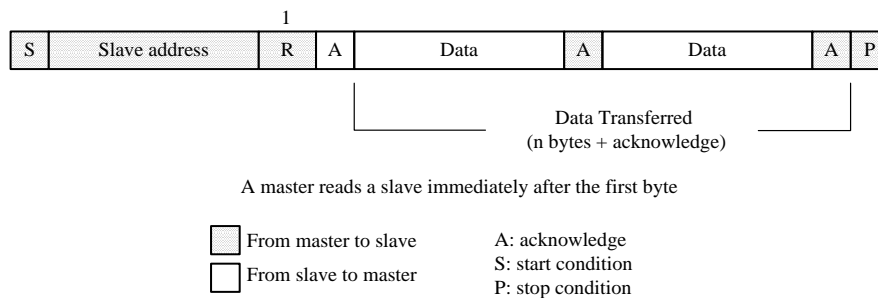 1
S Slave address R A Data A Data A P
Data Transferred
(n bytes + acknowledge)
A master reads a slave immediately after the first byte
From master to slave
From slave to master
A: acknowledge
S: start condition
P: stop condition